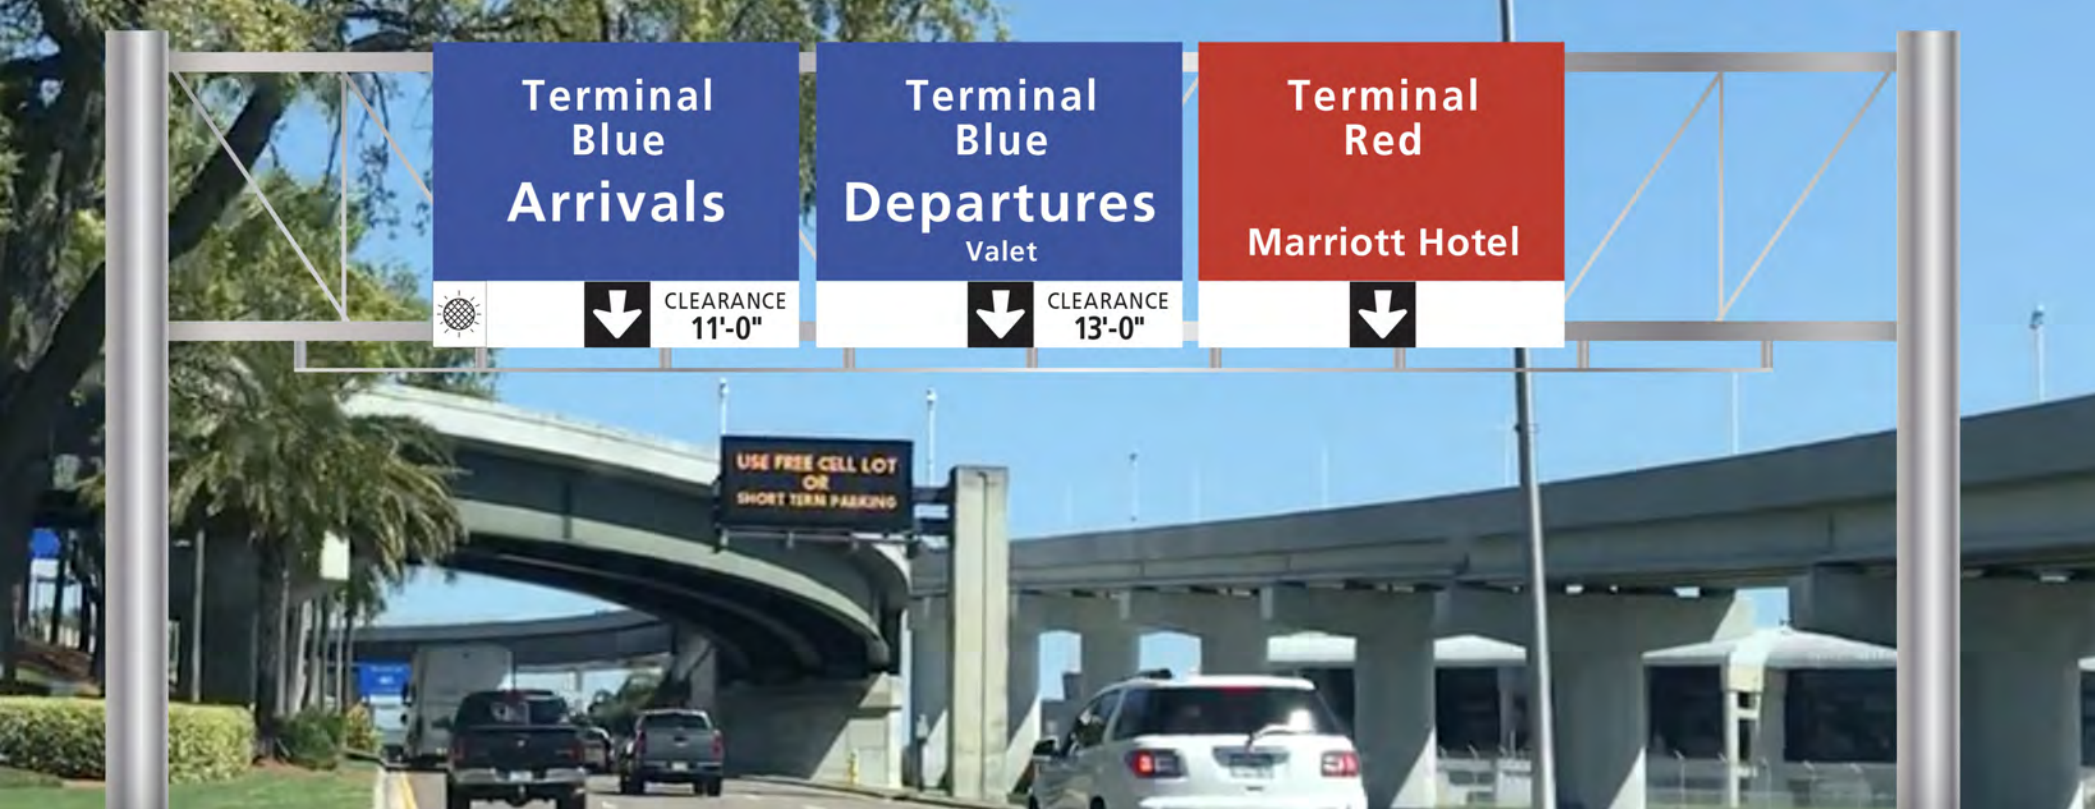 Terminal
Blue
Arrivals
CLEARANCE
11'-0"
Terminal
Blue
Departures
Valet
CLEARANCE
13'-0"
Terminal
Red
Marriott Hotel
USE FREE CELL LOT
OR
SHORT TERM PARKING